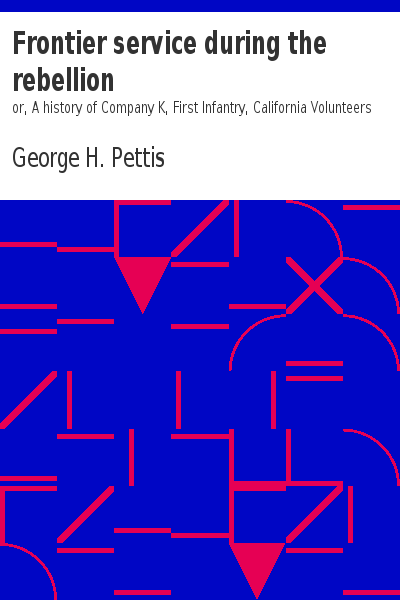 Frontier service during the
rebellion
or, A history of Company K, First Infantry, California Volunteers
George H. Pettis